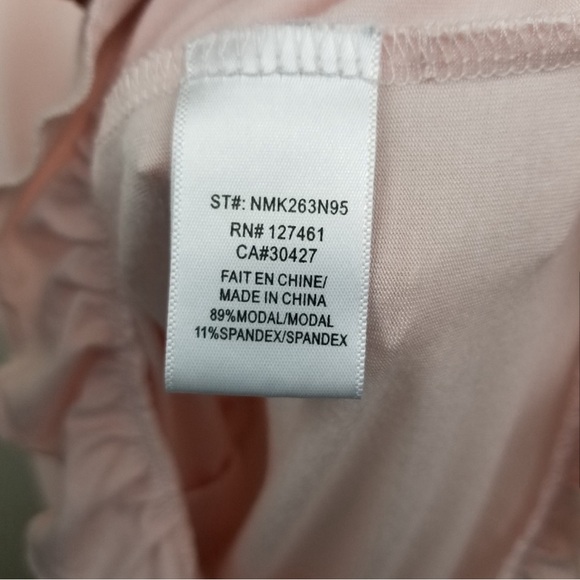 ST#: NMK263N95
RN# 127461
CA#30427
FAIT EN CHINE/
MADE IN CHINA
89%MODAL/MODAL
11%SPANDEX/SPANDEX